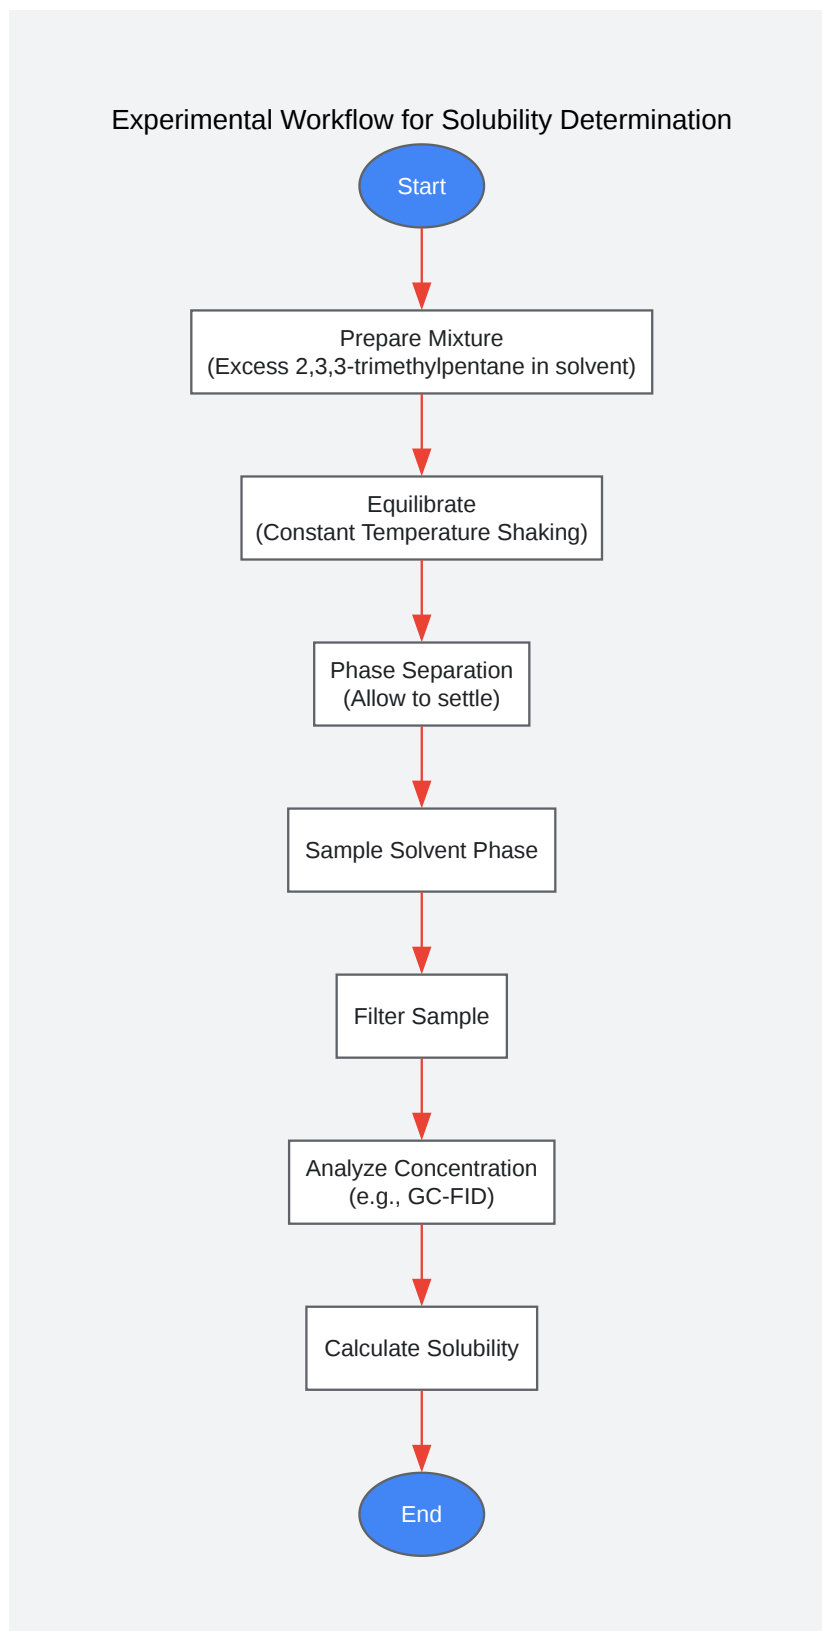 Experimental Workflow for Solubility Determination
Start
Prepare Mixture
(Excess 2,3,3-trimethylpentane in solvent)
Equilibrate
(Constant Temperature Shaking)
Phase Separation
(Allow to settle)
Sample Solvent Phase
Filter Sample
Analyze Concentration
(e.g., GC-FID)
Calculate Solubility
End